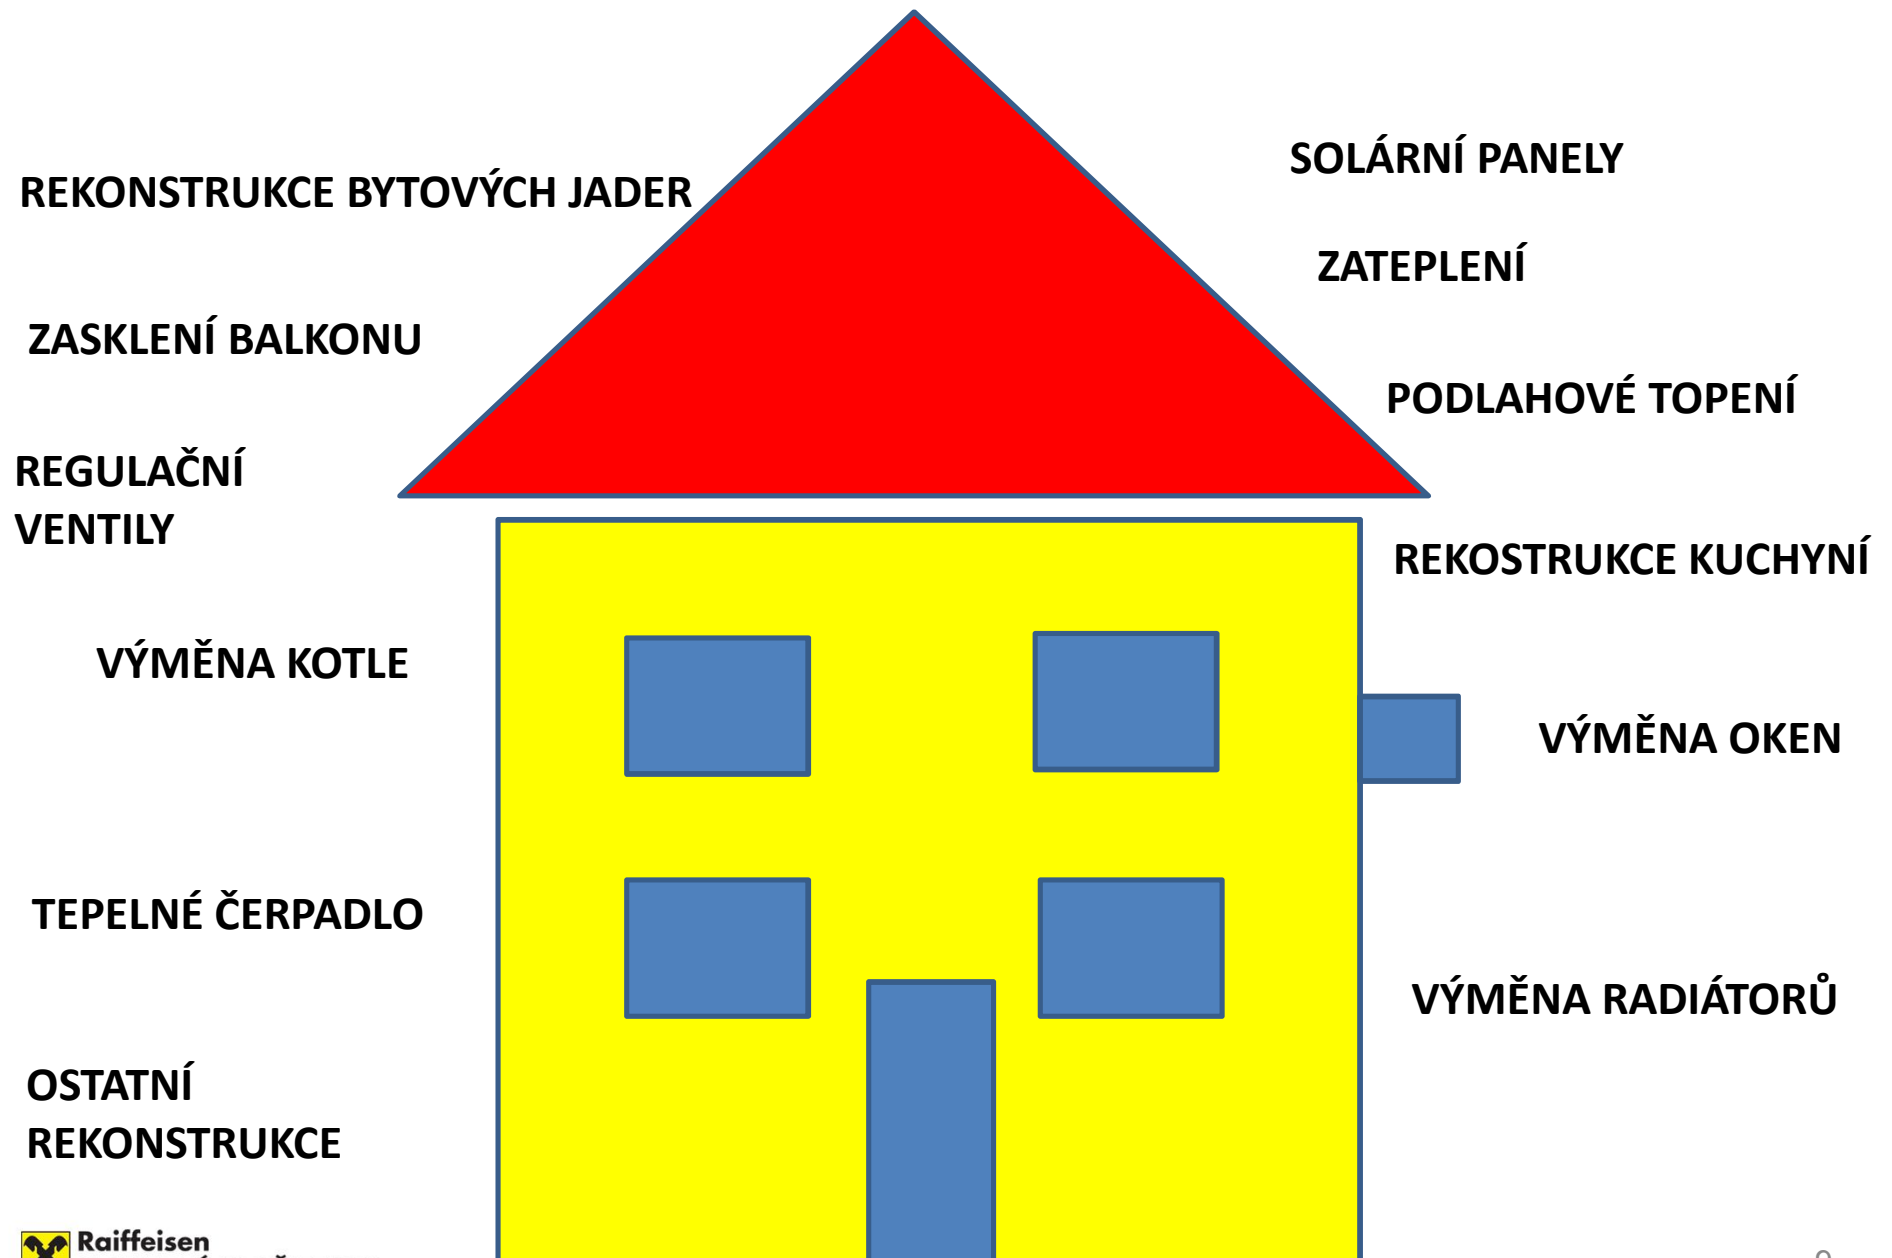 REKONSTRUKCE BYTOVÝCH JADER
ZASKLENÍ BALKONU
REGULAČNÍ
VENTILY
VÝMĚNA KOTLE
TEPELNÉ ČERPADLO
OSTATNÍ
REKONSTRUKCE
SOLÁRNÍ PANELY
ZATEPLENÍ
PODLAHOVÉ TOPENÍ
REKOSTRUKCE KUCHYNÍ
VÝMĚNA OKEN
VÝMĚNA RADIÁTORŮ
Raiffeisen